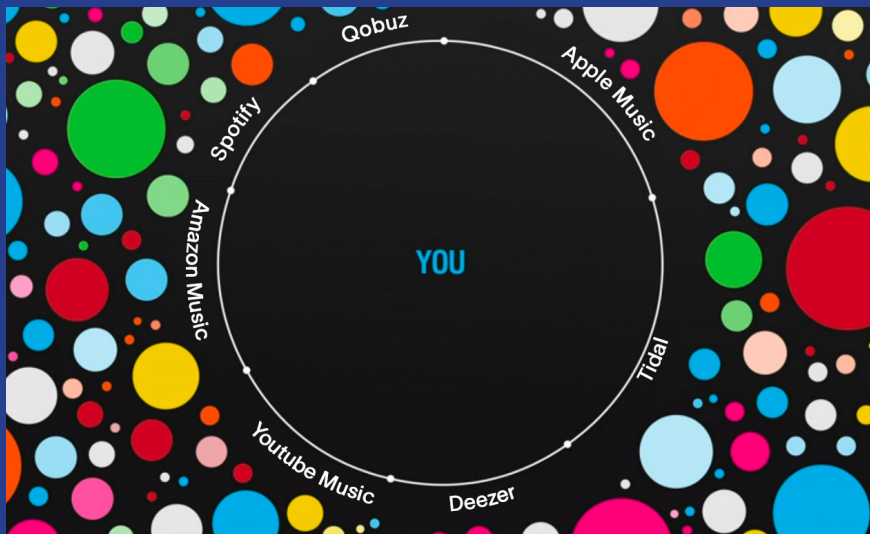 Qobuz
Apple Music
Spotify
Amazon Music
YOU
Tidal
Youtube Music
Deezer